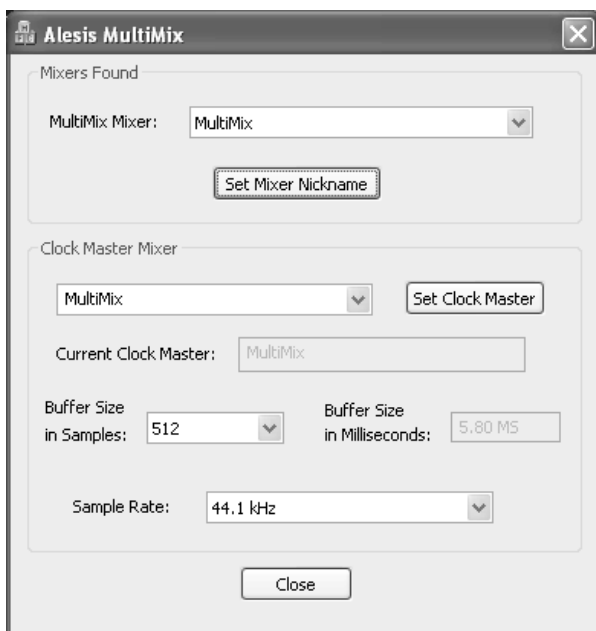 Alesis MultiMix
Mixers Found
MultiMix Mixer: MultiMix
Set Mixer Nickname
Clock Master Mixer
MultiMix Set Clock Master
Current Clock Master: MultiMix
Buffer Size
in Samples: 512
Buffer Size
in Milliseconds: 5.80 MS
Sample Rate: 44.1 kHz
Close